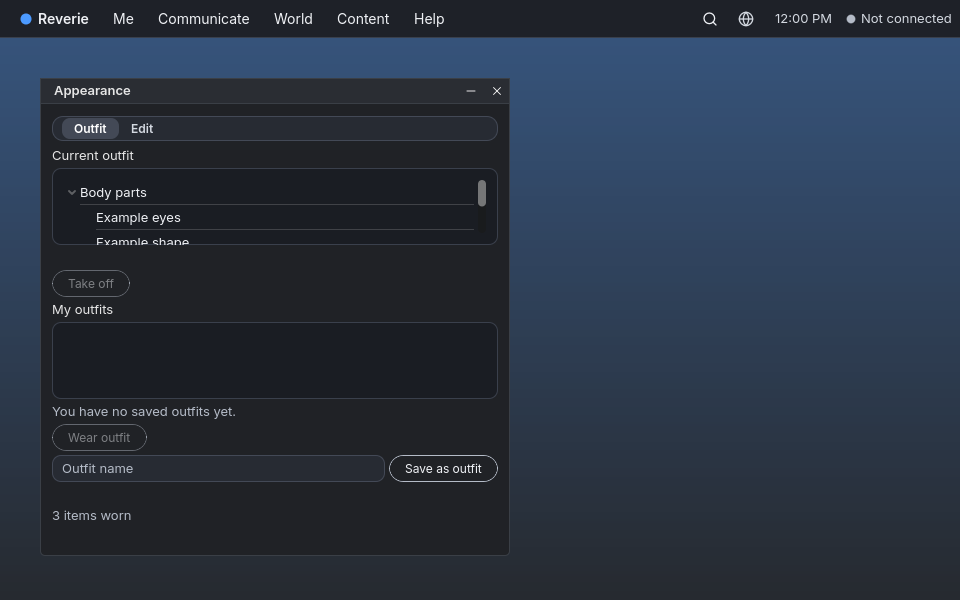 Reverie Me Communicate World Content Help 12:00 PM Not connected
Appearance
Outfit Edit
Current outfit
Body parts
Example eyes
Example shape
Take off
My outfits
You have no saved outfits yet.
Wear outfit
Outfit name Save as outfit
3 items worn